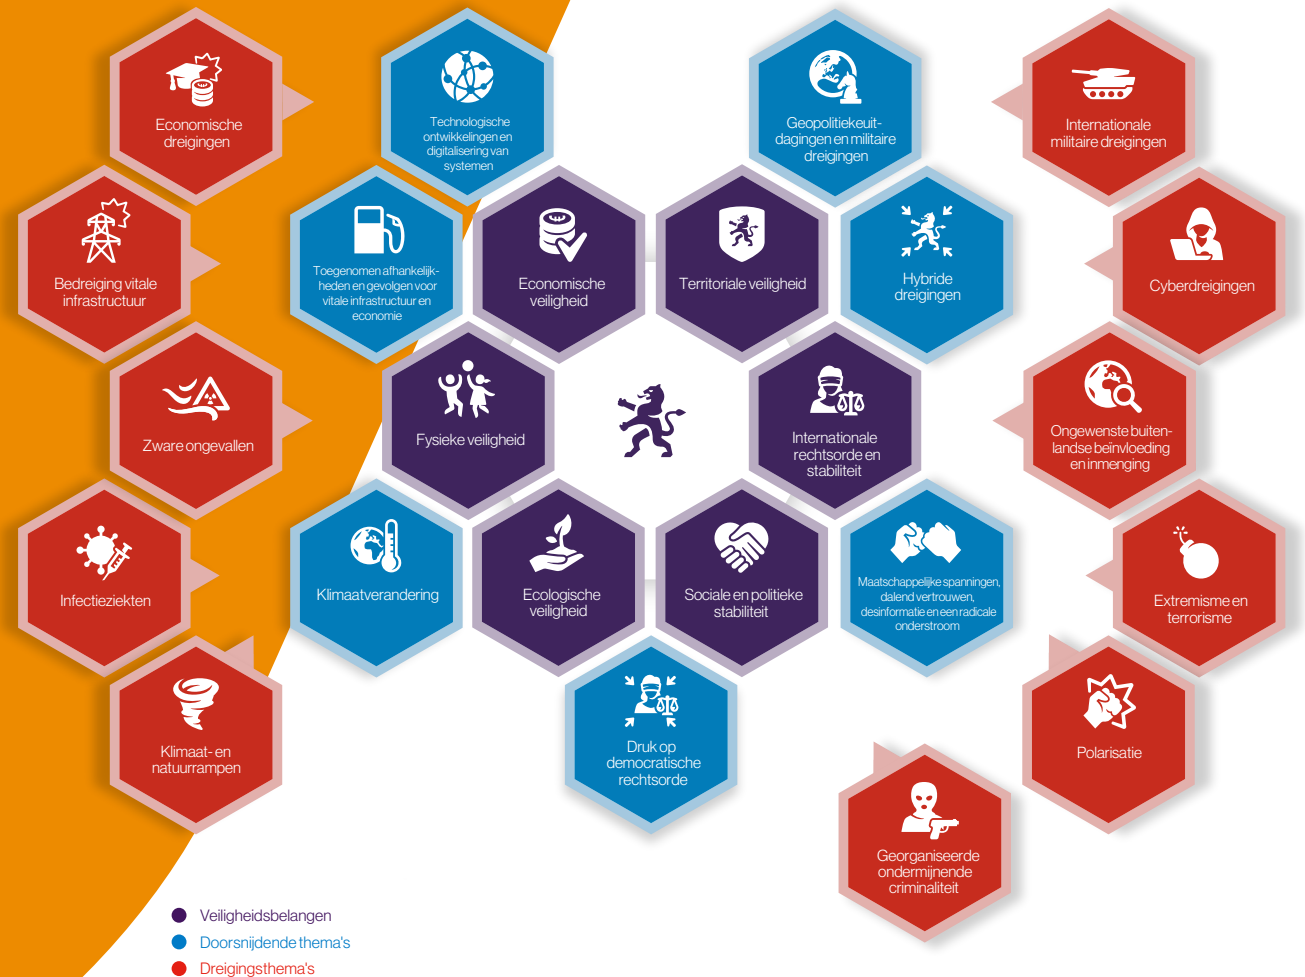 Economische
dreigingen
Technologische
ontwikkelingen en
digitalisering van
systemen
Geopolitiekeuit-
dagingen en militaire
dreigingen
Internationale
militaire dreigingen
Bedreiging vitale
infrastructuur
Toegenomen afhankelijk-
heden en gevolgen voor
vitale infrastructuur en
economie
Economische
veiligheid
Territoriale veiligheid
Hybride
dreigingen
Cyberdreigingen
Zware ongevallen
Fysieke veiligheid
Internationale
rechtsorde en
stabiliteit
Ongewenste buiten-
landse beïnvloeding
en inmenging
Infectieziekten
Klimaatverandering
Ecologische
veiligheid
Sociale en politieke
stabiliteit
Maatschappelijke spanningen,
dalend vertrouwen,
desinformatie en een radicale
onderstroom
Extremisme en
terrorisme
Klimaat- en
natuurrampen
Druk op
democratische
rechtsorde
Polarisatie
Georganiseerde
ondermijnende
criminaliteit
Veiligheidsbelangen
Doorsnijdende thema's
Dreigingsthema's